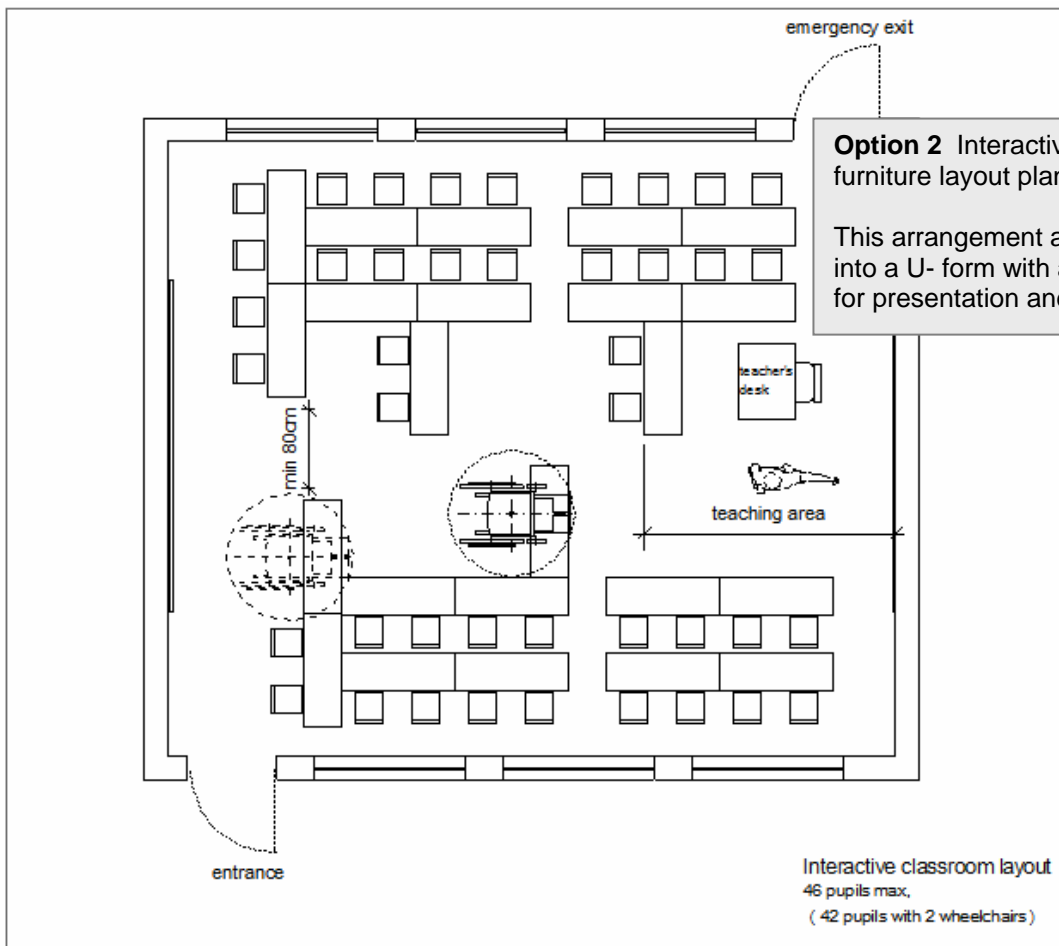 emergency exit
Option 2 Interactiv
furniture layout plan
This arrangement a
into a U- form with
for presentation and
teacher's
desk
min 80cm
teaching area
entrance
Interactive classroom layout
46 pupils max,
( 42 pupils with 2 wheelchairs )